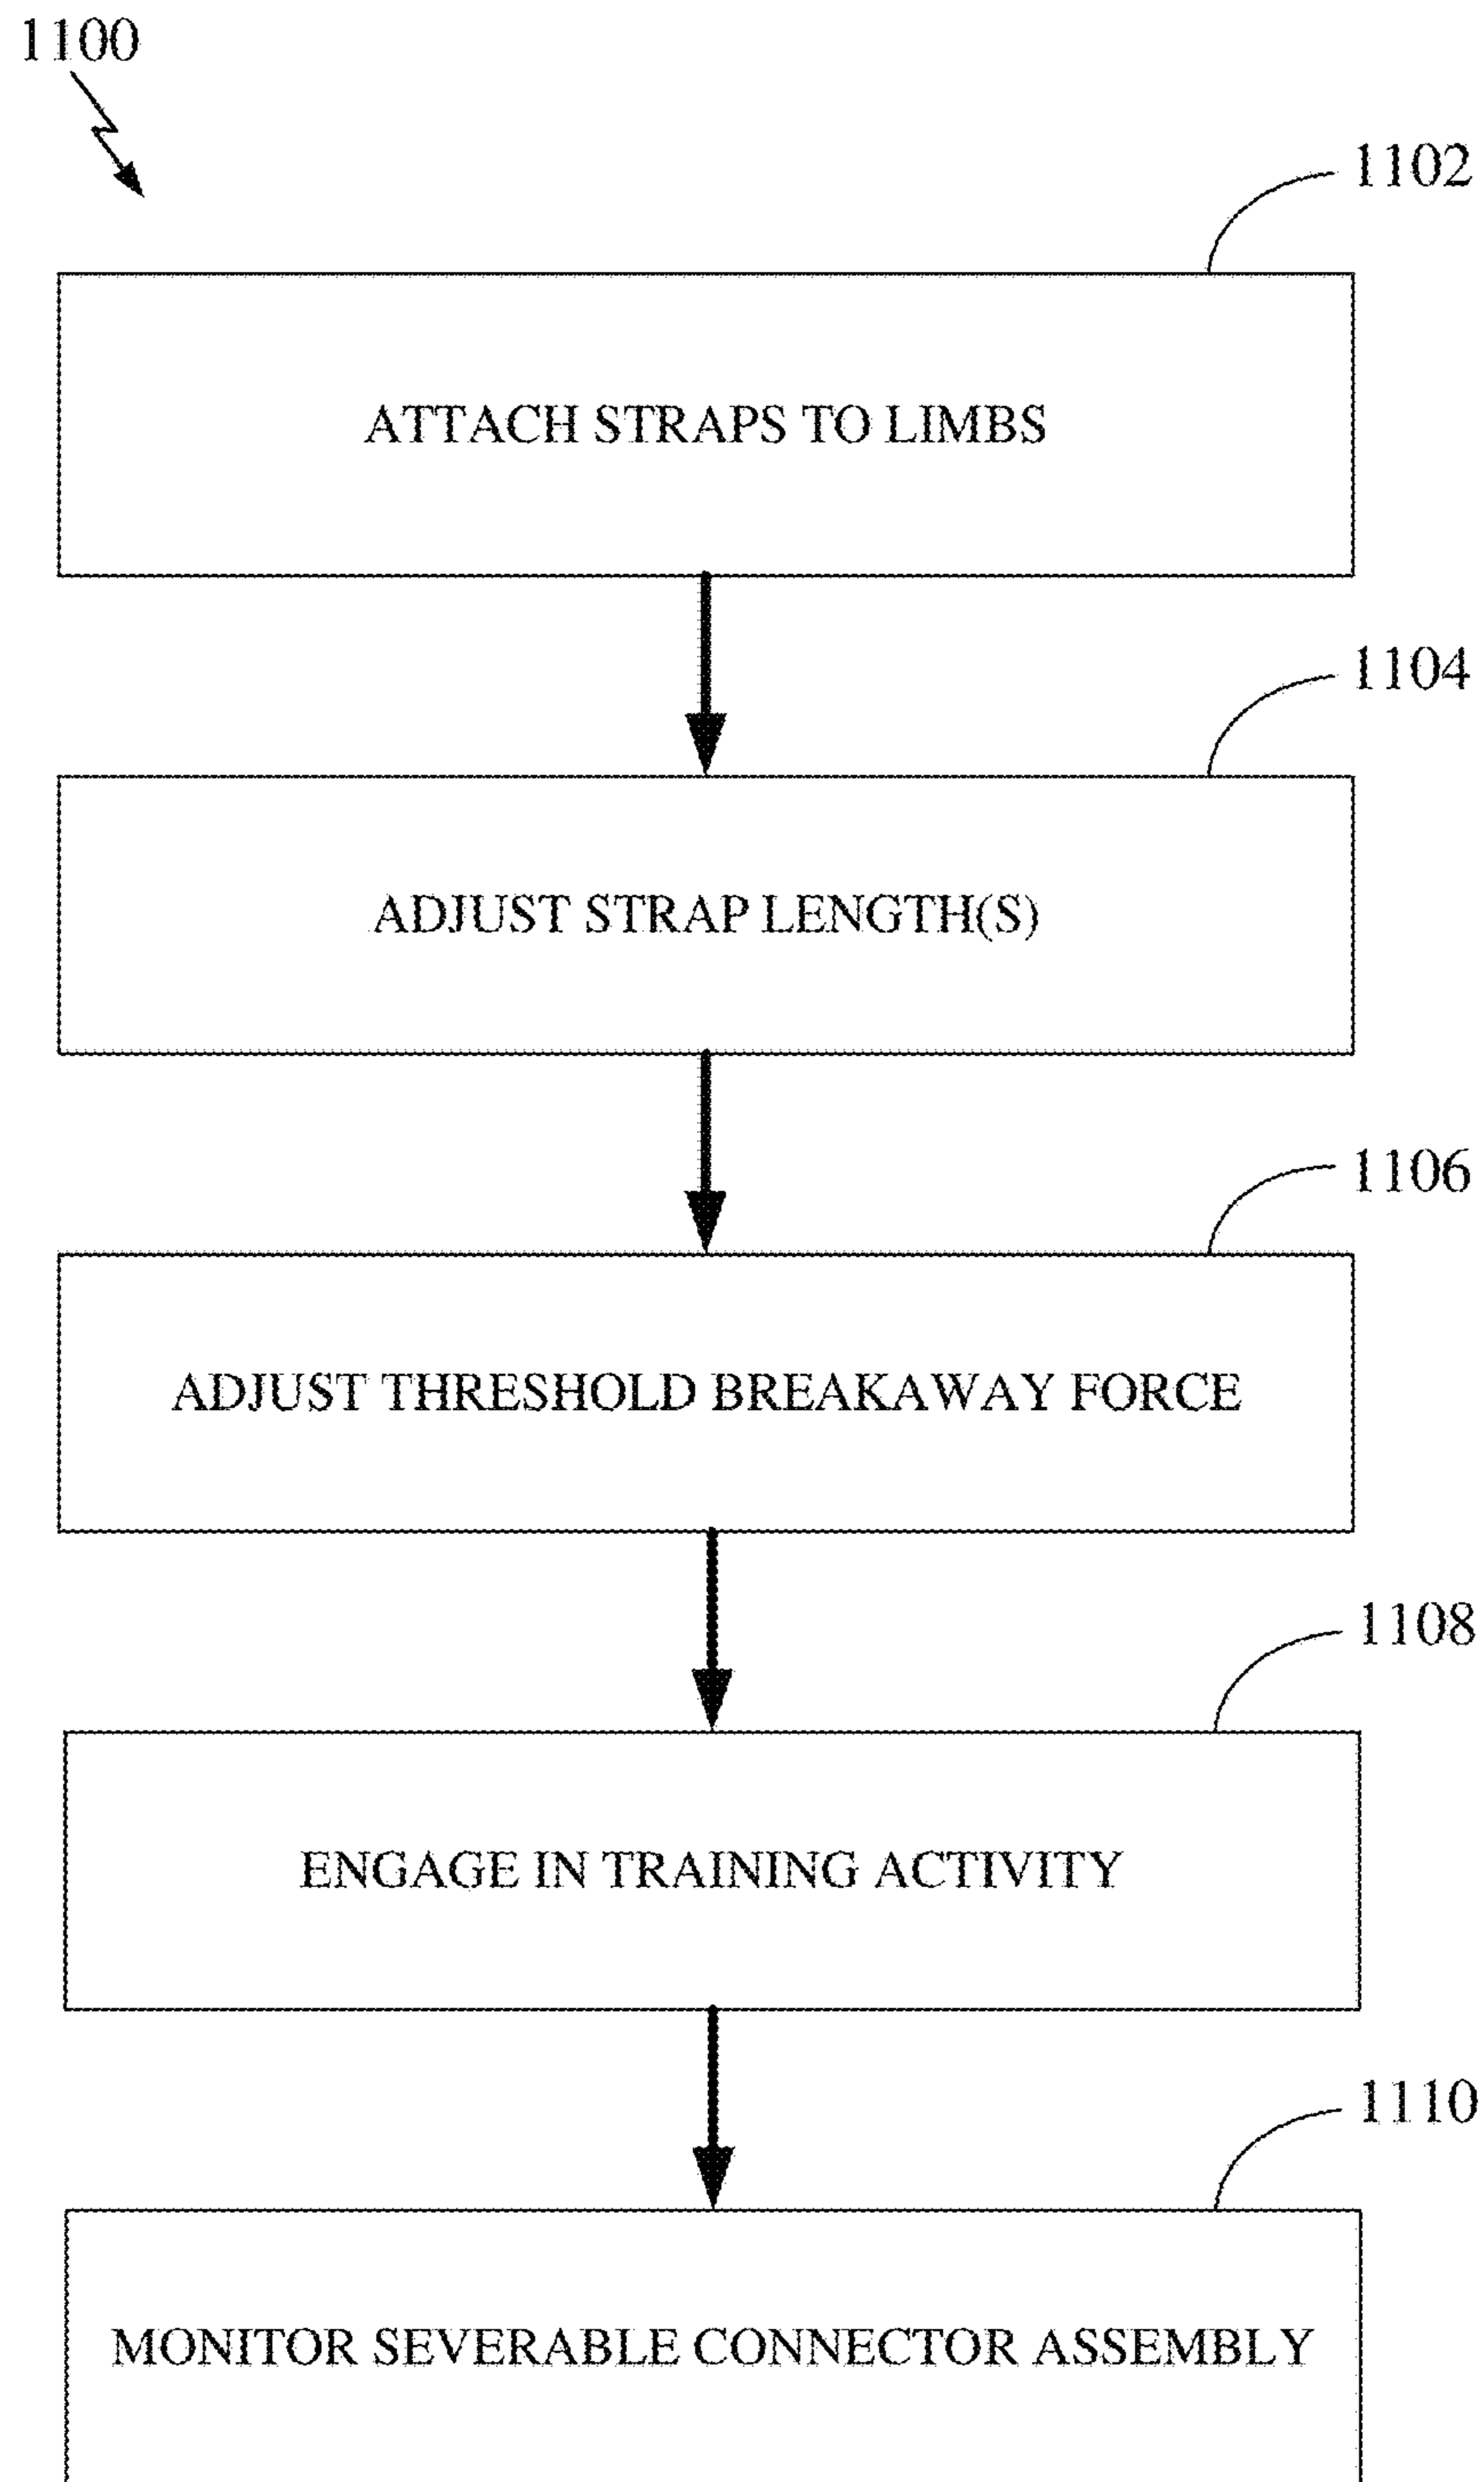 1100
1102
ATTACH STRAPS TO LIMBS
1104
ADJUST STRAP LENGTH(S)
1106
ADJUST THRESHOLD BREAKAWAY FORCE
1108
ENGAGE IN TRAINING ACTIVITY
1110
MONITOR SEVERABLE CONNECTOR ASSEMBLY